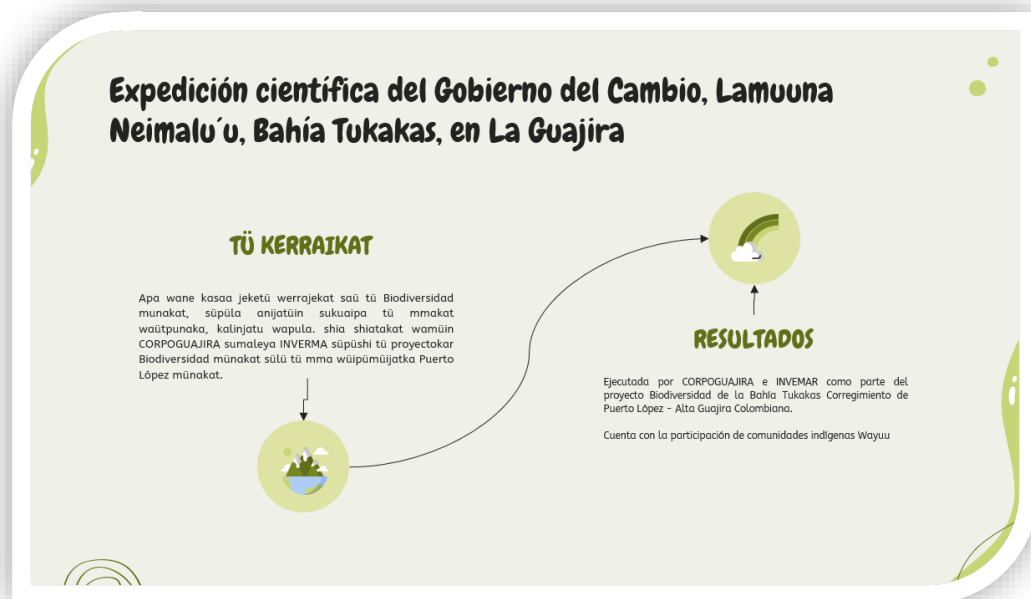 Expedición científica del Gobierno del Cambio, Lamuuna
Neimalu´u, Bahía Tukakas, en La Guajira
TÜ KERRAIKAT
Apa wane kasaa jeketü werrajekat saü tü Biodiversidad
munakat, süpüla anijatüin sukuaipa tü mmakat
waütpunaka, kalinjatu wapula. shia shiatakat wamüin
CORPOGUAJIRA sumaleya INVERMA süpüshi tü proyectokar
Biodiversidad münakat sülü tü mma wüipümüijatka Puerto
López münakat.
RESULTADOS
Ejecutada por CORPOGUAJIRA e INVEMAR como parte del
proyecto Biodiversidad de la Bahía Tukakas Corregimiento de
Puerto López - Alta Guajira Colombiana.
Cuenta con la participación de comunidades indígenas Wayuu